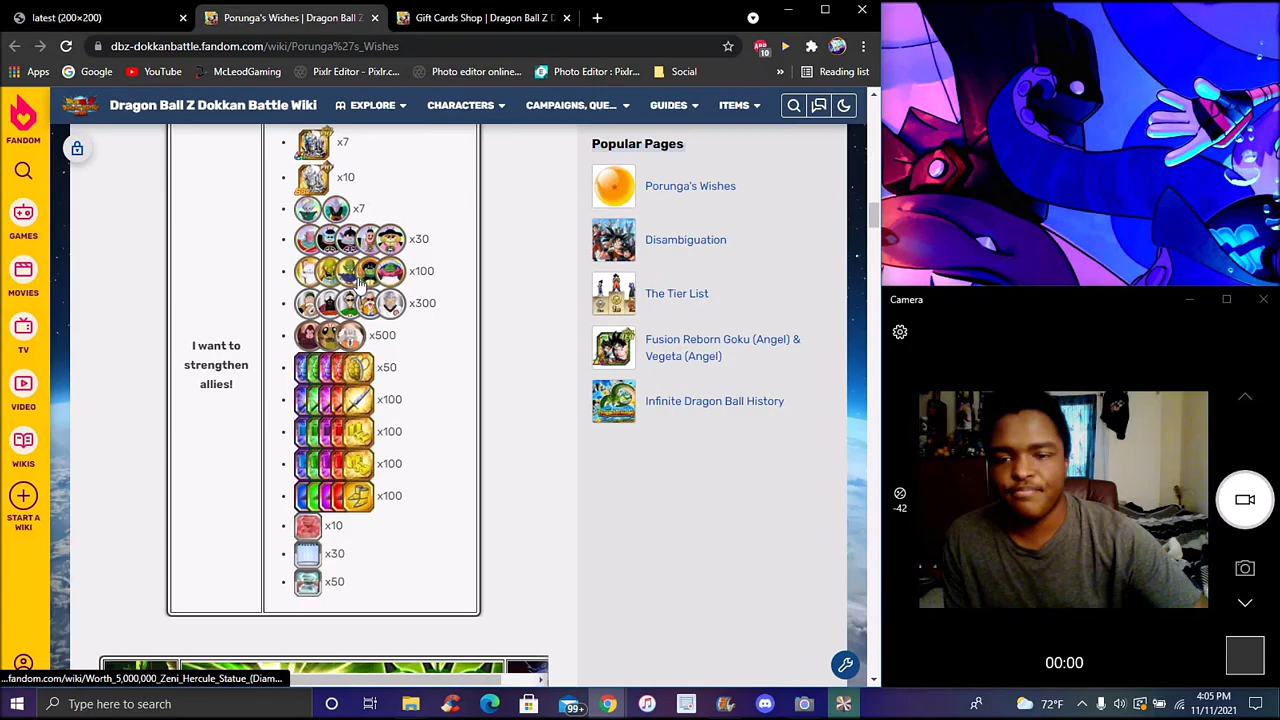 latest (200×200)
Porunga's Wishes | Dragon Ball Z
Gift Cards Shop | Dragon Ball Z D
dbz-dokkanbattle.fandom.com/wiki/Porunga%27s_Wishes
10
Apps
Google
YouTube
McLeodGaming
Pixlr Editor - Pixlr.c...
Photo editor online...
Photo Editor : Pixlr...
Social
»
Reading list
FANDOM
GAMES
MOVIES
TV
VIDEO
WIKIS
START A
WIKI
Dragon Ball Z Dokkan Battle Wiki
EXPLORE
CHARACTERS
CAMPAIGNS, QUE...
GUIDES
ITEMS
I want to
strengthen
allies!
x7
x10
x7
x30
x100
x300
x500
x50
x100
x100
x100
x100
x10
x30
x50
Popular Pages
Porunga's Wishes
Disambiguation
The Tier List
Fusion Reborn Goku (Angel) &
Vegeta (Angel)
Infinite Dragon Ball History
...fandom.com/wiki/Worth_5,000,000_Zeni_Hercule_Statue_(Diam...
Camera
-42
00:00
Type here to search
99+
72°F
4:05 PM
11/11/2021